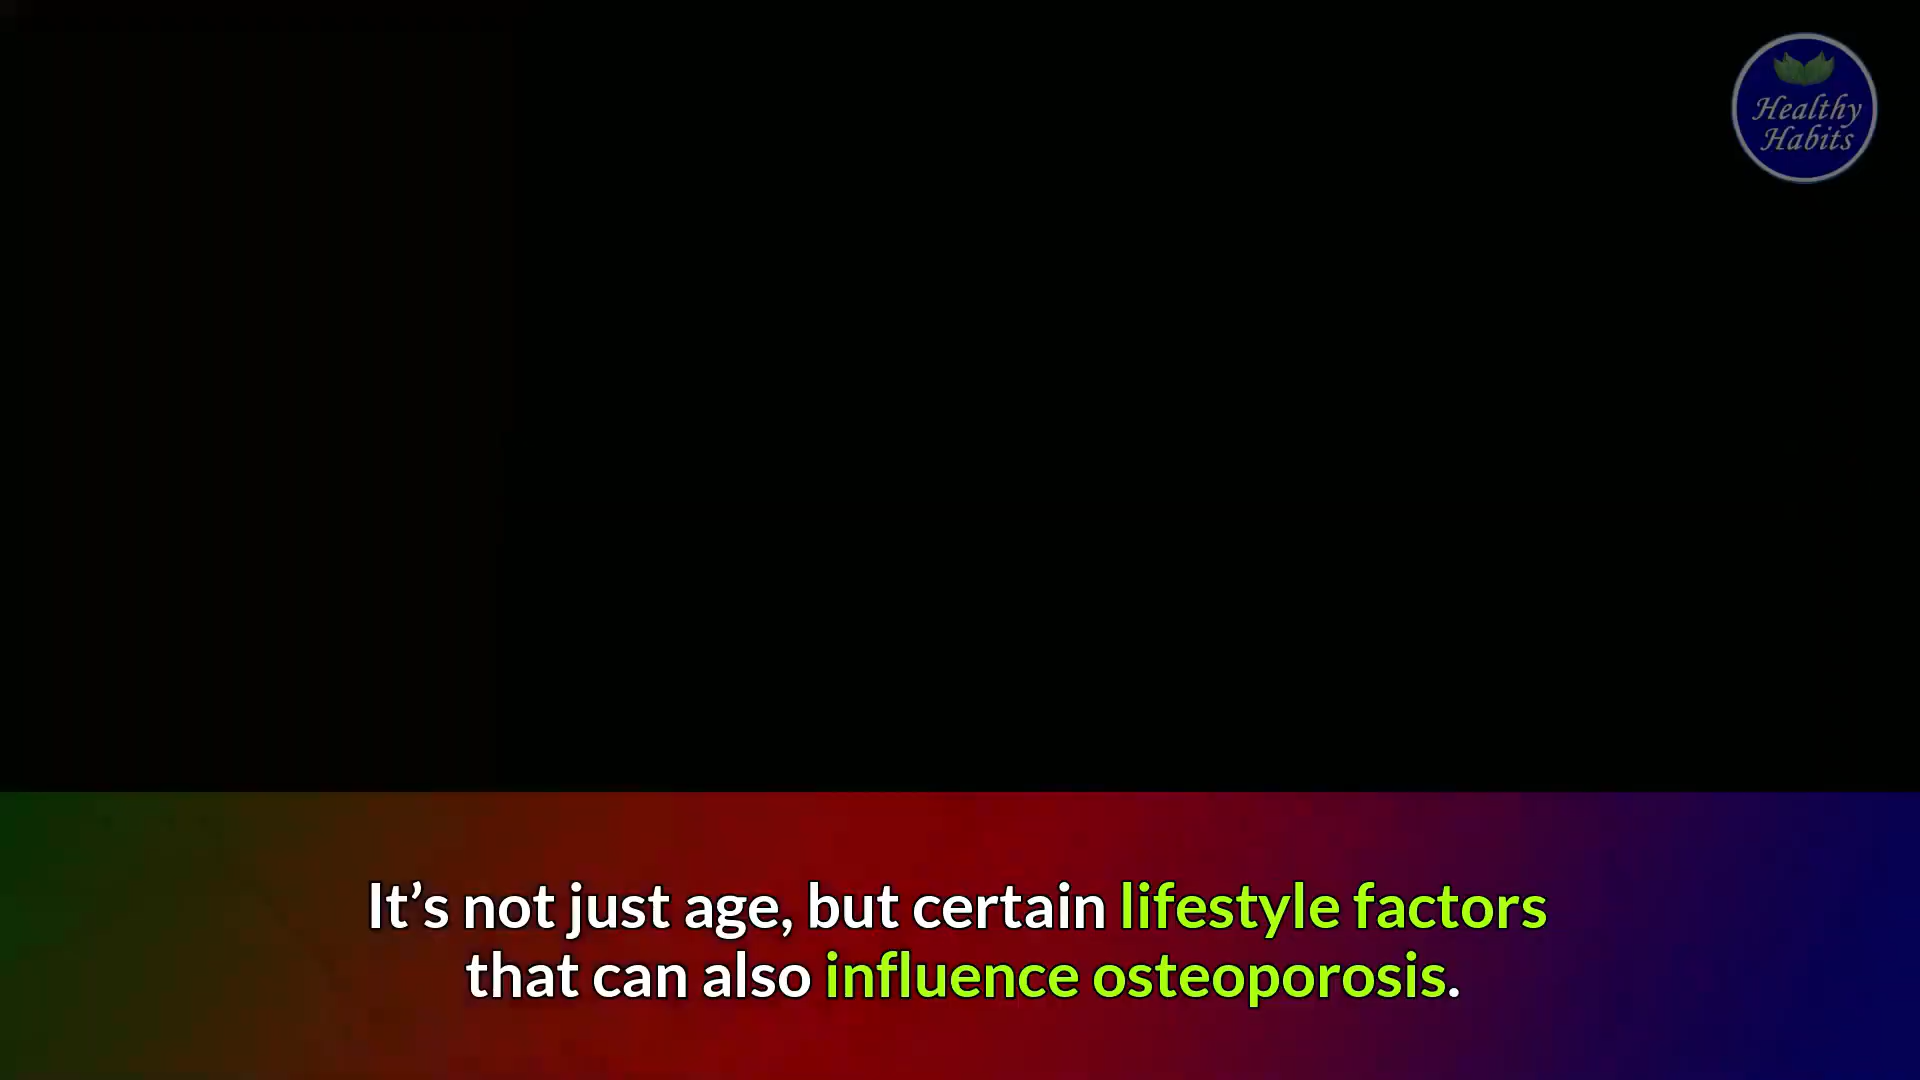 Healthy
Habits
It’s not just age, but certain lifestyle factors
that can also influence osteoporosis.